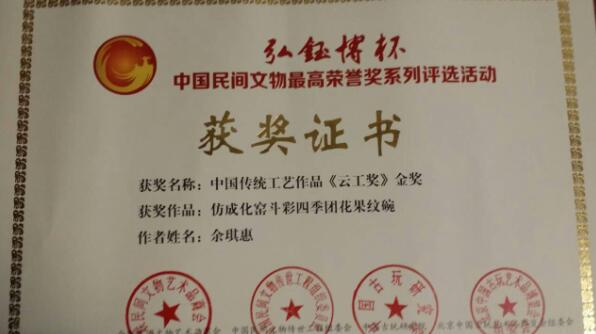 弘钰博杯
中国民间文物最高荣誉奖系列评选活动
获奖证书
获奖名称：中国传统工艺作品《云工奖》金奖
获奖作品：仿成化窑斗彩四季团花果纹碗
作者姓名：余琪惠